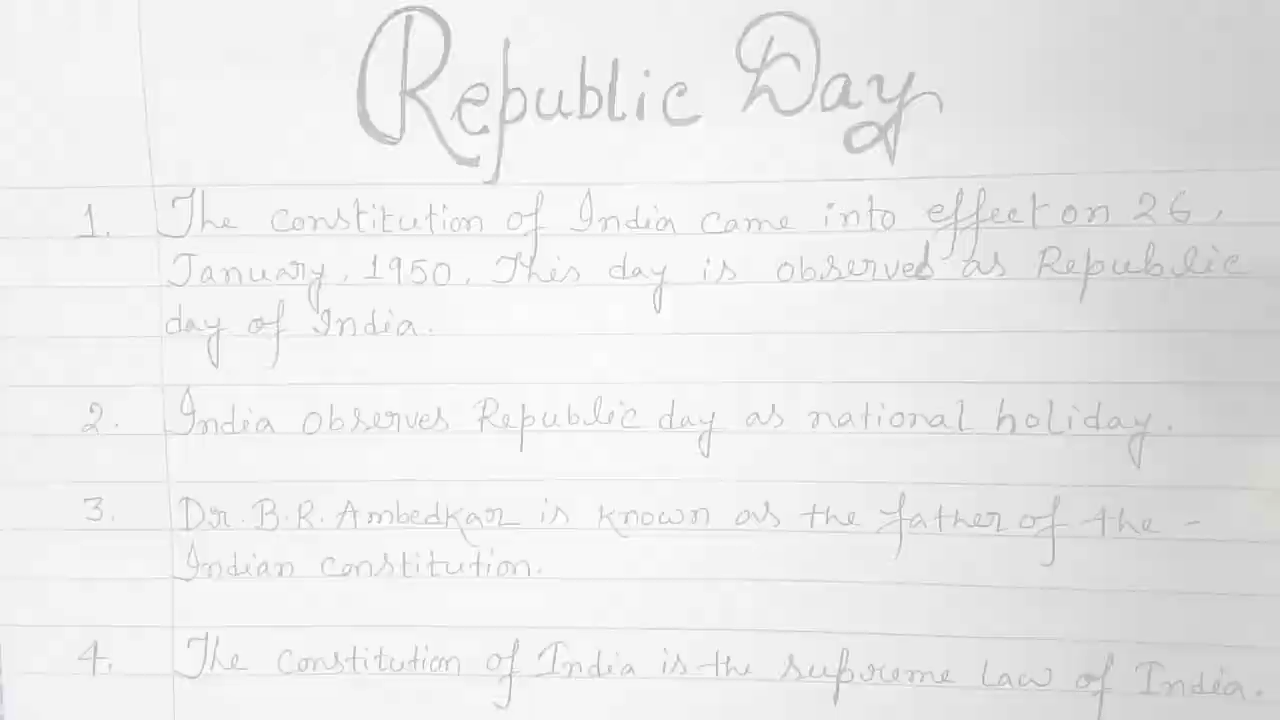 Republic Day
1. The constitution of India came into effect on 26,
January, 1950. This day is observed as Republic
day of India.
2. India observes Republic day as national holiday.
3. Dr. B.R. Ambedkar is known as the father of the -
Indian constitution.
4. The constitution of India is the supreme law of India.